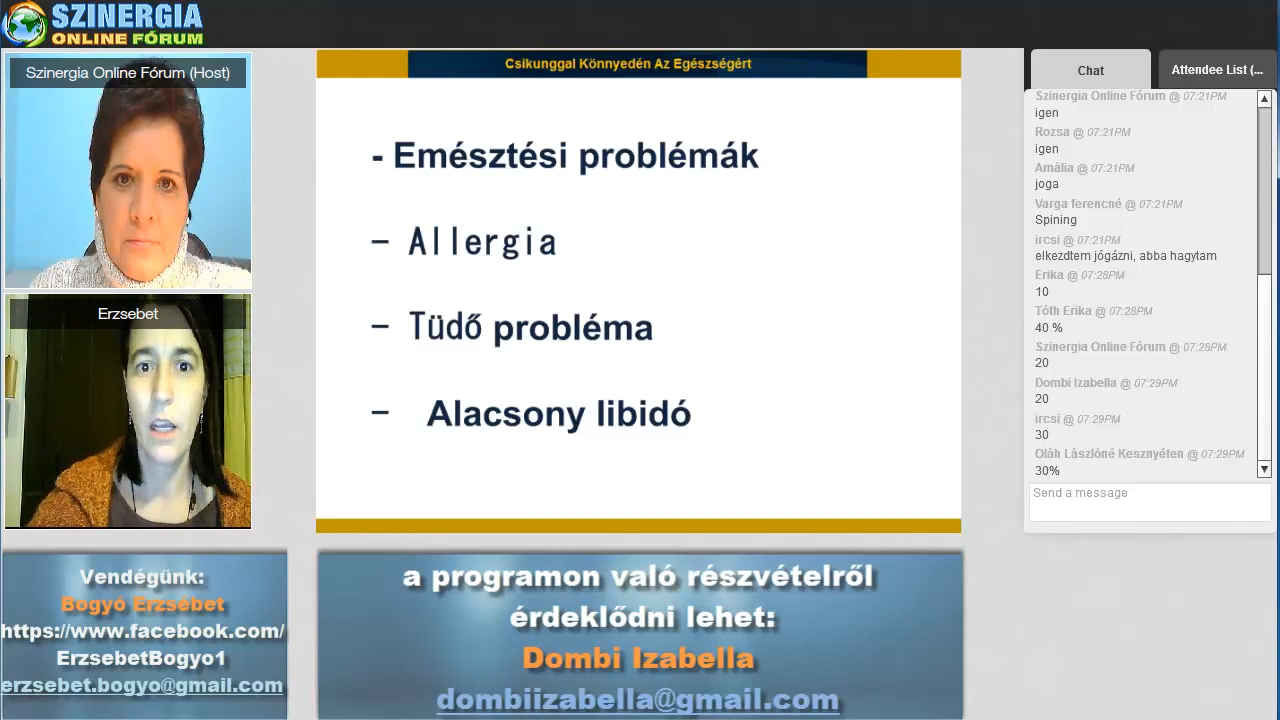 SZINERGIA
ONLINE FÓRUM
Szinergia Online Fórum (Host)
Erzsebet
Csikunggal Könnyedén Az Egészségért
- Emésztési problémák
- Allergia
- Tüdő probléma
- Alacsony libidó
Chat
Attendee List (...
Szinergia Online Fórum @ 07:21PM
igen
Rozsa @ 07:21PM
igen
Amália @ 07:21PM
joga
Varga ferencné @ 07:21PM
Spining
ircsi @ 07:21PM
elkezdtem jógázni, abba hagytam
Erika @ 07:28PM
10
Tóth Erika @ 07:28PM
40 %
Szinergia Online Fórum @ 07:28PM
20
Dombi Izabella @ 07:29PM
20
ircsi @ 07:29PM
30
Oláh Lászlóné Kesznyéten @ 07:29PM
30%
Send a message
Vendégünk:
Bogyó Erzsébet
https://www.facebook.com/
ErzsebetBogyo1
erzsebet.bogyo@gmail.com
a programon való részvételről
érdeklődni lehet:
Dombi Izabella
dombiizabella@gmail.com